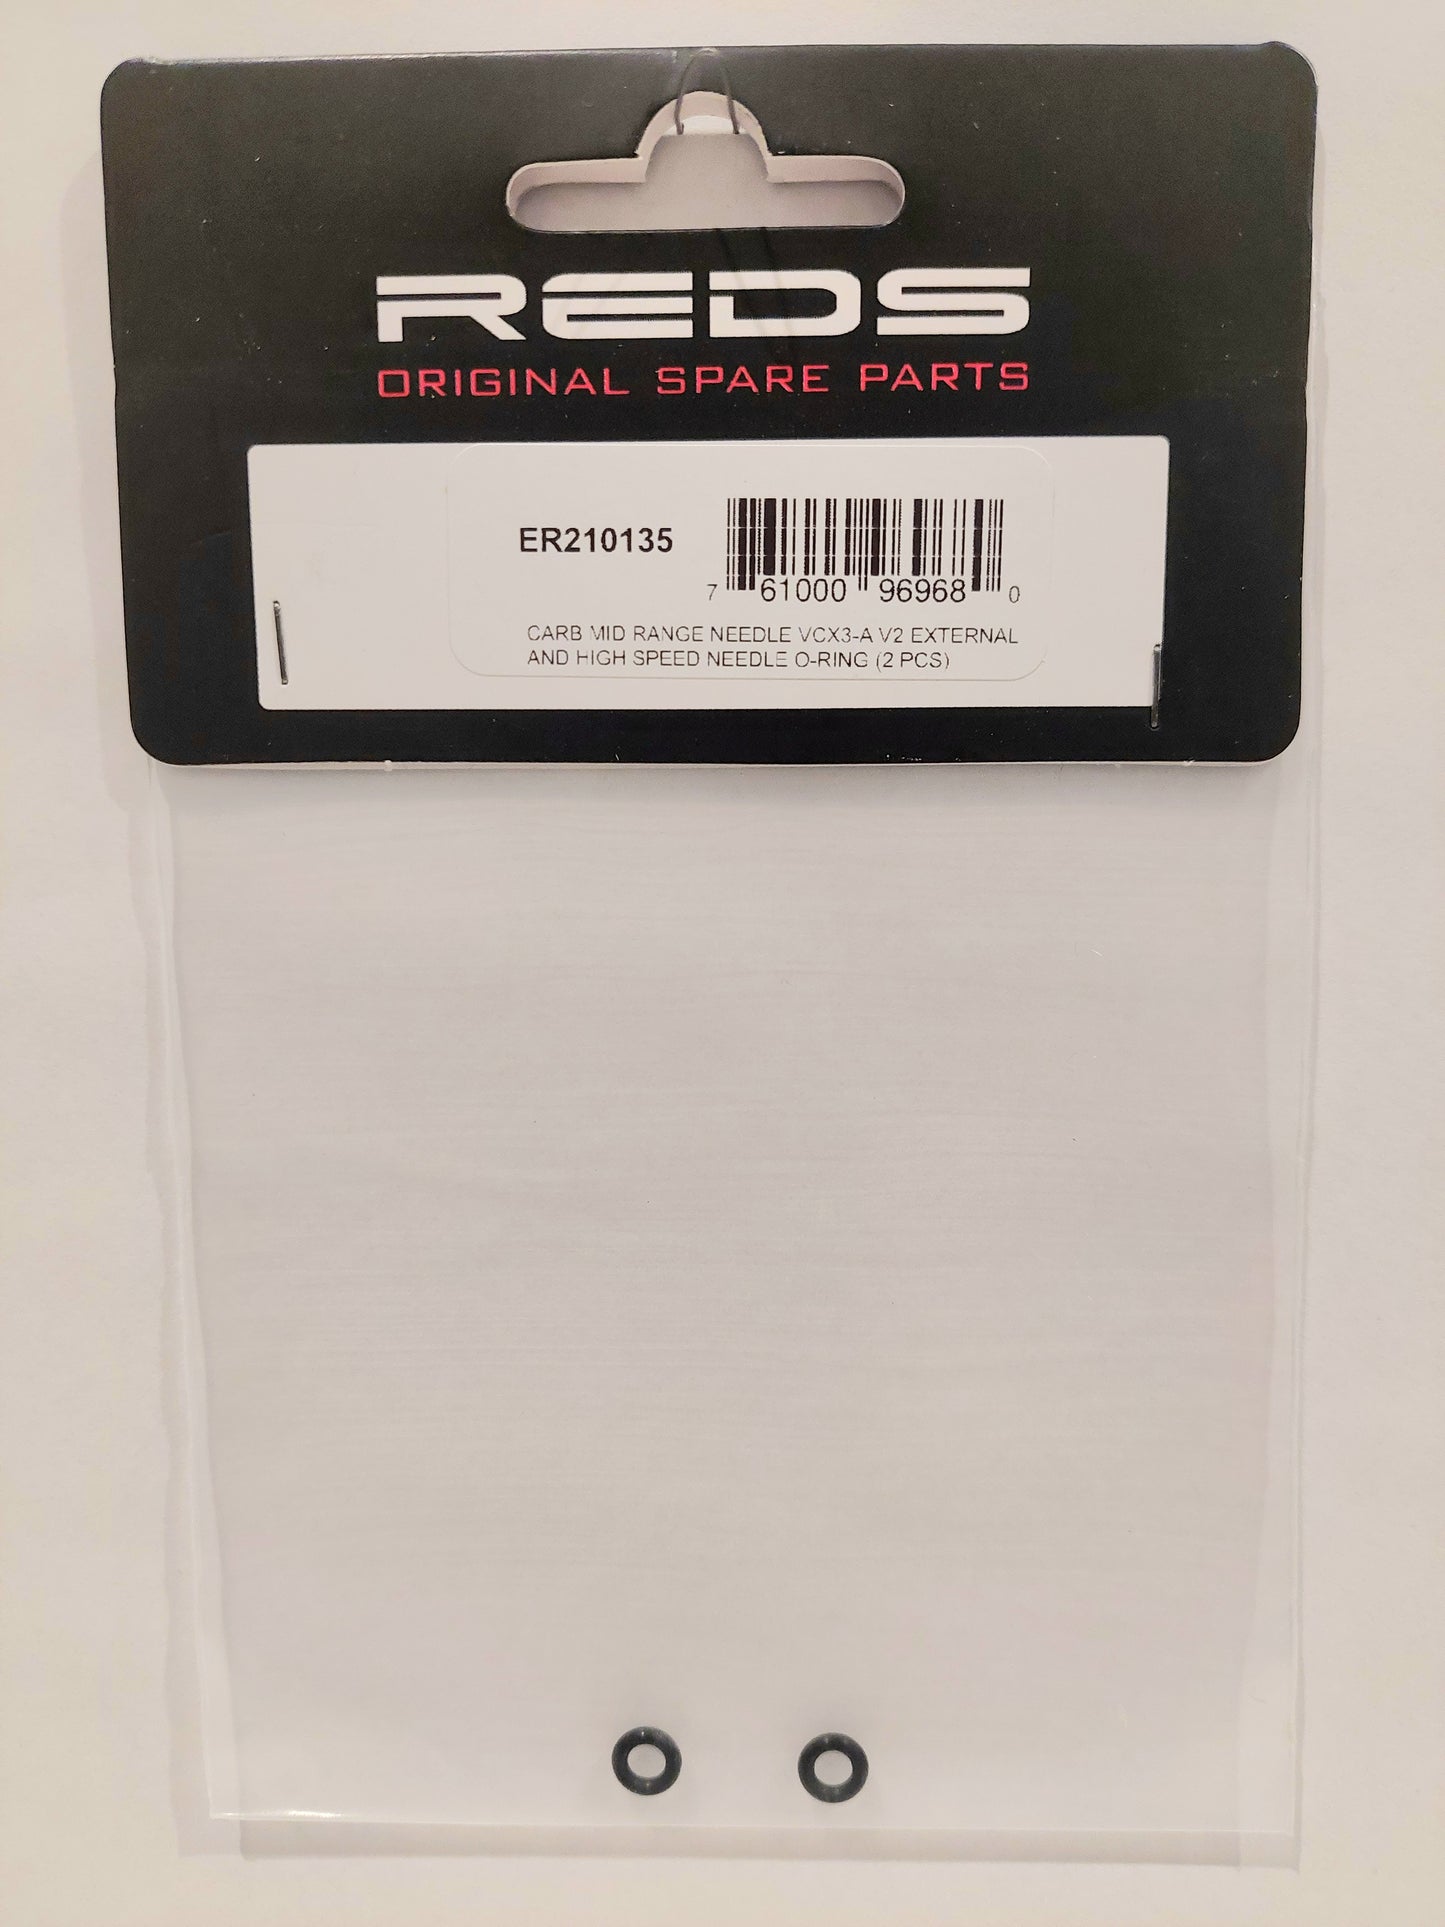 REDS
ORIGINAL SPARE PARTS
ER210135
7 61000 96968 0
CARB MID RANGE NEEDLE VCX3-A V2 EXTERNAL
AND HIGH SPEED NEEDLE O-RING (2 PCS)